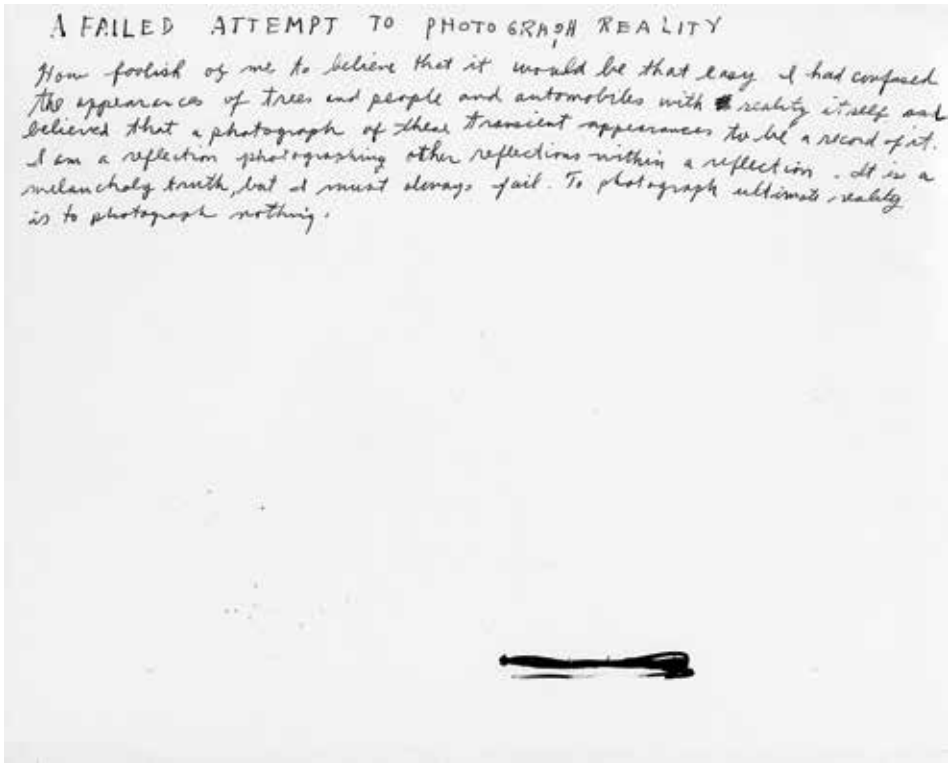 A FAILED ATTEMPT TO PHOTOGRAPH REALITY
How foolish of me to believe that it would be that easy I had confused
the appearances of trees and people and automobiles with reality itself and
believed that a photograph of these transient appearances to be a record of it.
I am a reflection photographing other reflections within a reflection. It is a
melancholy truth, but I must always fail. To photograph ultimate reality
is to photograph nothing.